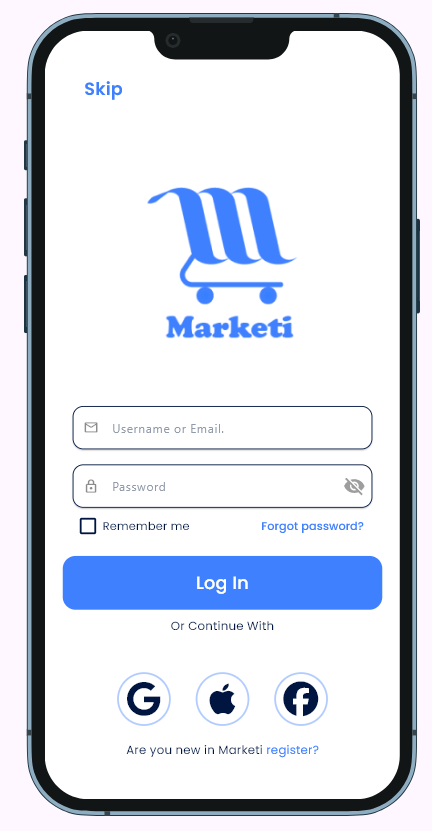 Skip
Marketi
Username or Email.
Password
Remember me
Forgot password?
Log In
Or Continue With
Are you new in Marketi register?